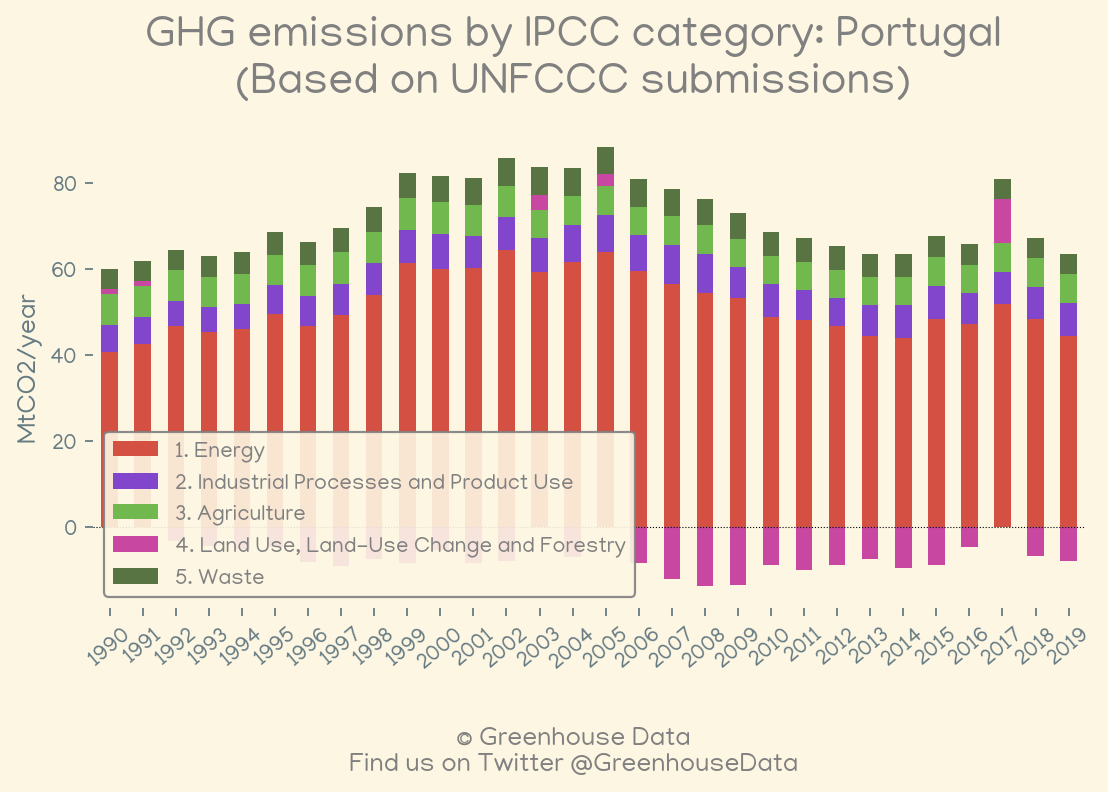 GHG emissions by IPCC category: Portugal
(Based on UNFCCC submissions)
MtCO2/year
80
60
40
20
0
1. Energy
2. Industrial Processes and Product Use
3. Agriculture
4. Land Use, Land-Use Change and Forestry
5. Waste
1990 1991 1992 1993 1994 1995 1996 1997 1998 1999 2000 2001 2002 2003 2004 2005 2006 2007 2008 2009 2010 2011 2012 2013 2014 2015 2016 2017 2018 2019
© Greenhouse Data
Find us on Twitter @GreenhouseData